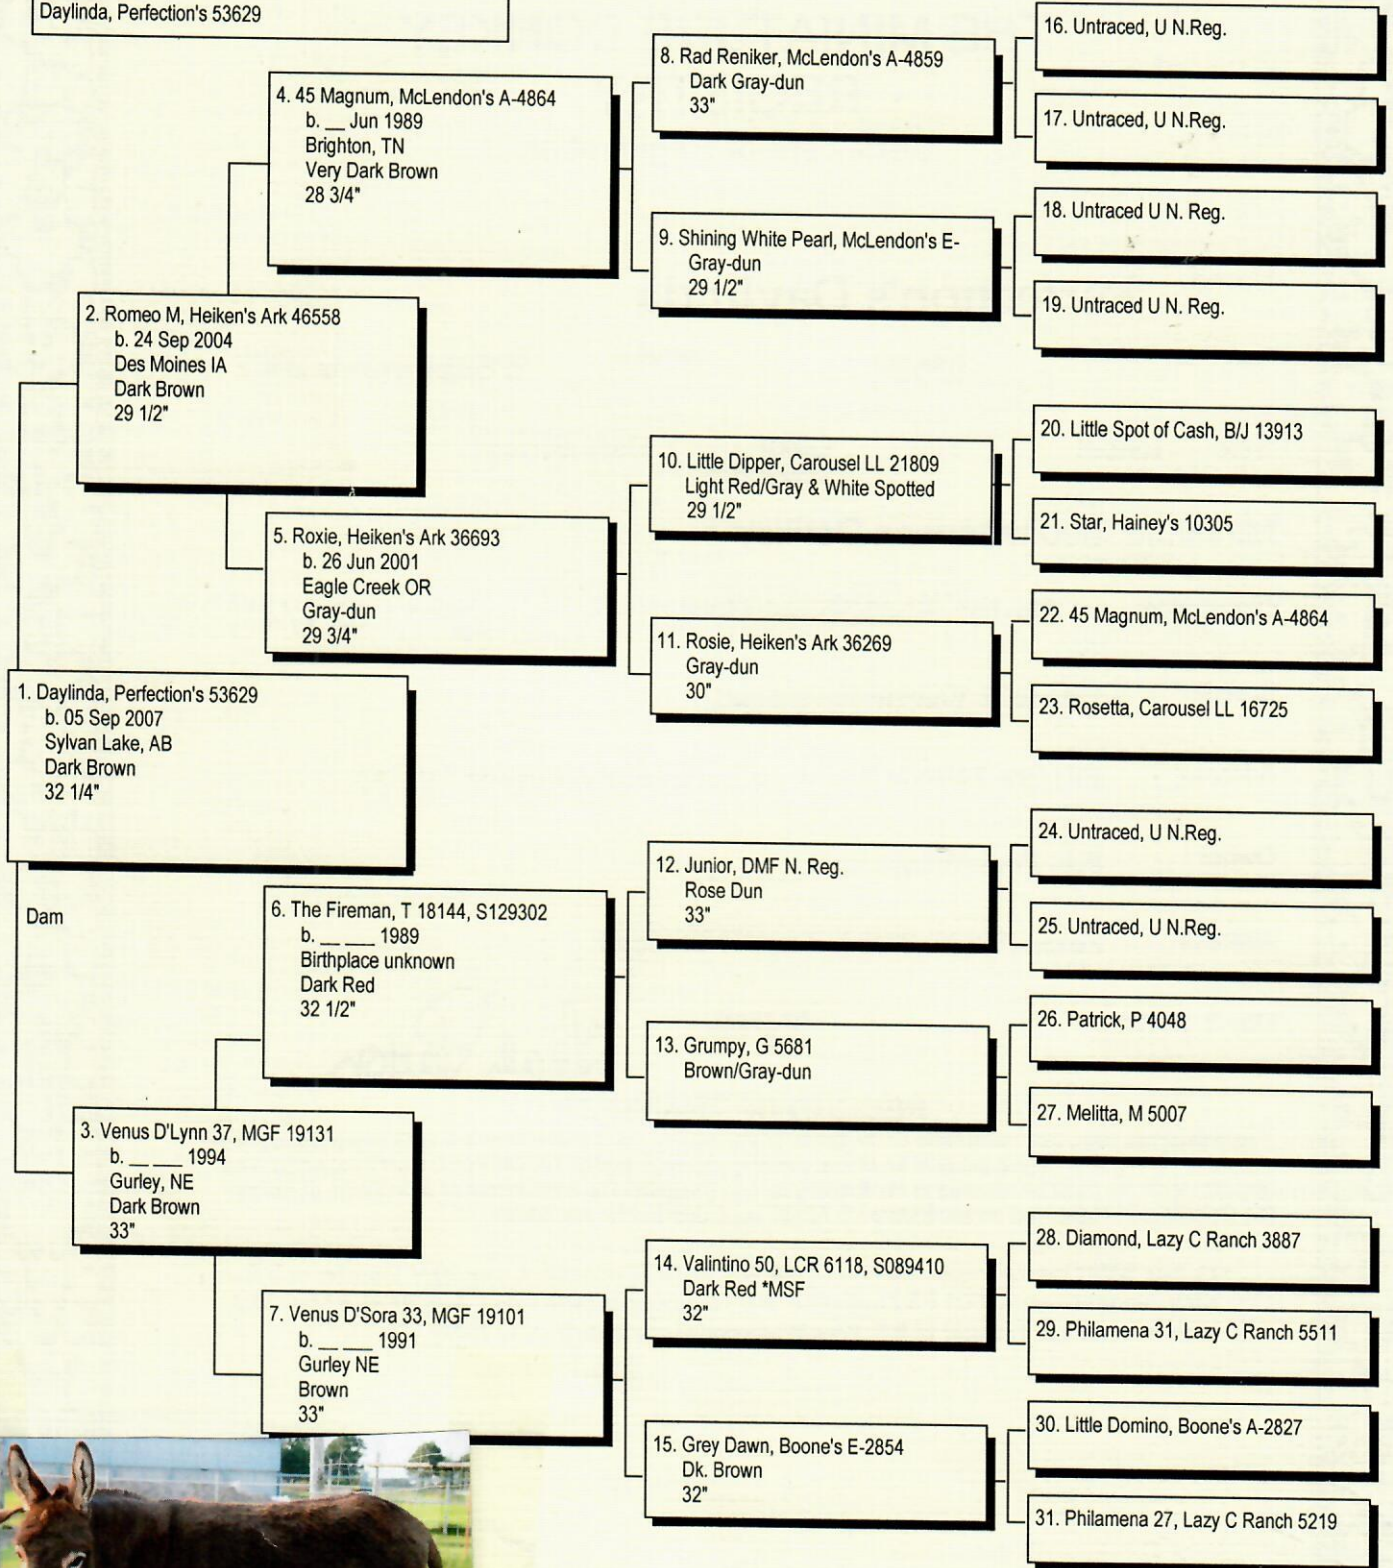 Daylinda, Perfection's 53629
1. Daylinda, Perfection's 53629
b. 05 Sep 2007
Sylvan Lake, AB
Dark Brown
32 1/4"
Dam
2. Romeo M, Heiken's Ark 46558
b. 24 Sep 2004
Des Moines IA
Dark Brown
29 1/2"
3. Venus D'Lynn 37, MGF 19131
b. __ ___ 1994
Gurley, NE
Dark Brown
33"
4. 45 Magnum, McLendon's A-4864
b. __ Jun 1989
Brighton, TN
Very Dark Brown
28 3/4"
5. Roxie, Heiken's Ark 36693
b. 26 Jun 2001
Eagle Creek OR
Gray-dun
29 3/4"
6. The Fireman, T 18144, S129302
b. __ ___ 1989
Birthplace unknown
Dark Red
32 1/2"
7. Venus D'Sora 33, MGF 19101
b. __ ___ 1991
Gurley NE
Brown
33"
8. Rad Reniker, McLendon's A-4859
Dark Gray-dun
33"
9. Shining White Pearl, McLendon's E-
Gray-dun
29 1/2"
10. Little Dipper, Carousel LL 21809
Light Red/Gray & White Spotted
29 1/2"
11. Rosie, Heiken's Ark 36269
Gray-dun
30"
12. Junior, DMF N. Reg.
Rose Dun
33"
13. Grumpy, G 5681
Brown/Gray-dun
14. Valintino 50, LCR 6118, S089410
Dark Red *MSF
32"
15. Grey Dawn, Boone's E-2854
Dk. Brown
32"
16. Untraced, U N.Reg.
17. Untraced, U N.Reg.
18. Untraced U N. Reg.
19. Untraced U N. Reg.
20. Little Spot of Cash, B/J 13913
21. Star, Hainey's 10305
22. 45 Magnum, McLendon's A-4864
23. Rosetta, Carousel LL 16725
24. Untraced, U N.Reg.
25. Untraced, U N.Reg.
26. Patrick, P 4048
27. Melitta, M 5007
28. Diamond, Lazy C Ranch 3887
29. Philamena 31, Lazy C Ranch 5511
30. Little Domino, Boone's A-2827
31. Philamena 27, Lazy C Ranch 5219